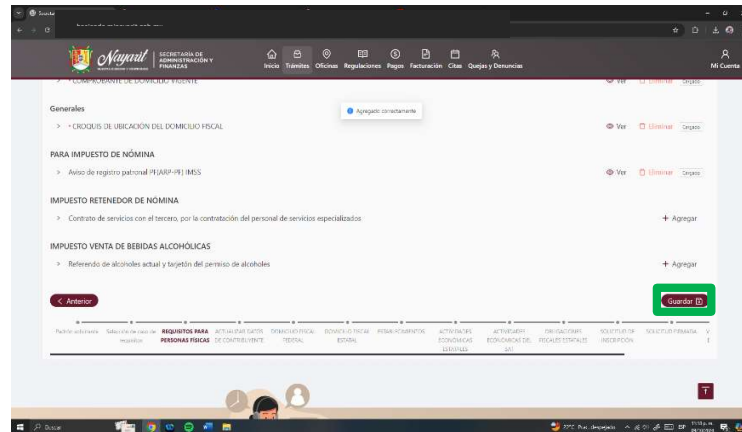 Nayarit
SECRETARÍA DE
ADMINISTRACIÓN Y
FINANZAS
Inicio Trámites Oficinas Regulaciones Pagos Facturación Citas Quejas y Denuncias
Mi Cuenta
COMPROBANTE DE DOMICILIO VIGENTE
Ver Eliminar Cargado
Generales
Agregado correctamente
> * CROQUIS DE UBICACIÓN DEL DOMICILIO FISCAL
Ver Eliminar Cargado
PARA IMPUESTO DE NÓMINA
> Aviso de registro patronal PF(ARP-PF) IMSS
Ver Eliminar Cargado
IMPUESTO RETENEDOR DE NÓMINA
> Contrato de servicios con el tercero, por la contratación del personal de servicios especializados
+ Agregar
IMPUESTO VENTA DE BEBIDAS ALCOHÓLICAS
> Referendo de alcoholes actual y tarjetón del permiso de alcoholes
+ Agregar
< Anterior
Guardar
REQUISITOS PARA ACTUALIZAR DATOS DOMICILIO FISCAL DOMICILIO FISCAL ESTABLECIMIENTOS ACTIVIDADES ACTIVIDADES OBLIGACIONES SOLICITUD DE SOLICITUD FIRMADA
PERSONAS FÍSICAS DE CONTRIBUYENTE FEDERAL ESTATAL ECONÓMICAS ECONÓMICAS DEL FISCALES ESTATALES INSCRIPCIÓN
ESTATALES SAT
Buscar
22°C